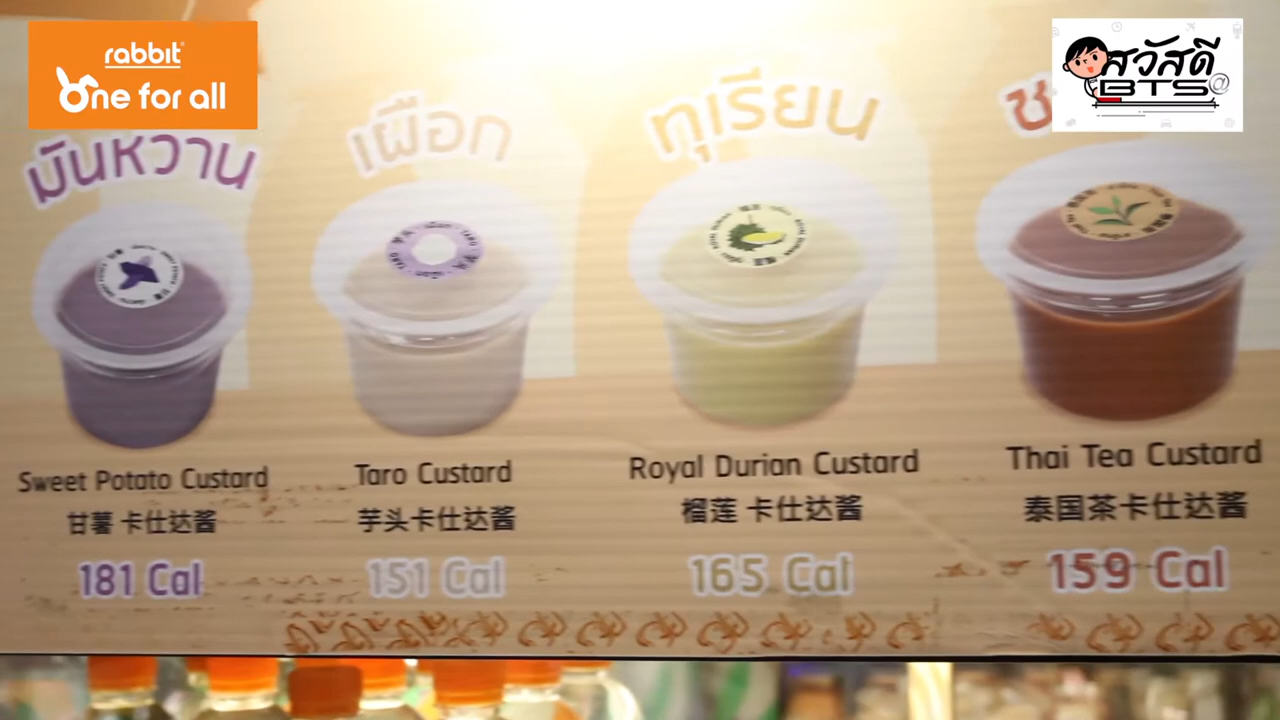 rabbit
One for all
สวัสดี
BTS@
มันหวาน
เผือก
ทุเรียน
TARO
Sweet Potato Custard
甘薯 卡仕达酱
181 Cal
Taro Custard
芋头卡仕达酱
151 Cal
Royal Durian Custard
榴莲 卡仕达酱
165 Cal
Thai Tea Custard
泰国茶卡仕达酱
159 Cal